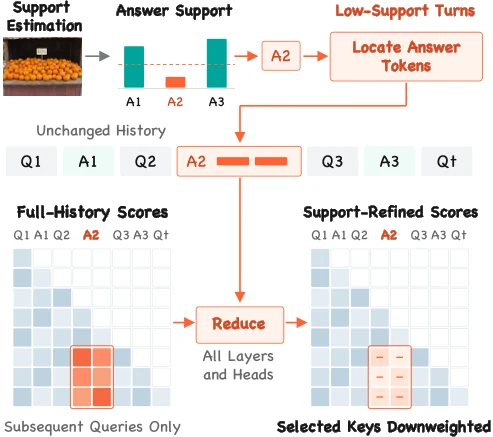 Support
Estimation
Answer Support
Low-Support Turns
A1
A2
A3
A2
Locate Answer
Tokens
Unchanged History
Q1
A1
Q2
A2
Q3
A3
Qt
Full-History Scores
Q1 A1 Q2 A2 Q3 A3 Qt
Reduce
All Layers
and Heads
Support-Refined Scores
Q1 A1 Q2 A2 Q3 A3 Qt
Subsequent Queries Only
Selected Keys Downweighted